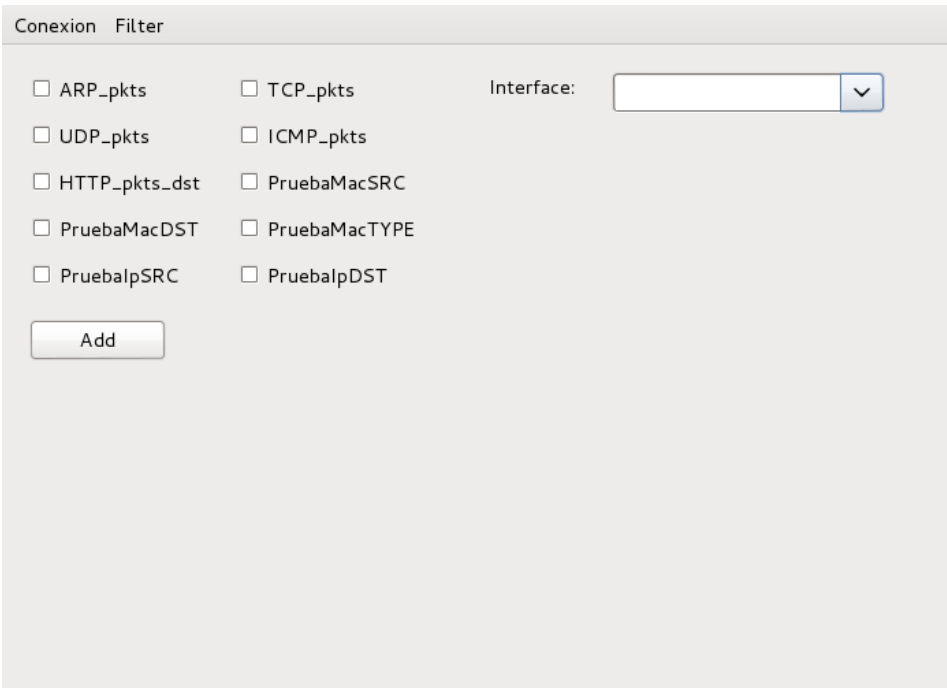 Conexion Filter
ARP_pkts TCP_pkts Interface:
UDP_pkts ICMP_pkts
HTTP_pkts_dst PruebaMacSRC
PruebaMacDST PruebaMacTYPE
PruebaIpSRC PruebaIpDST
Add